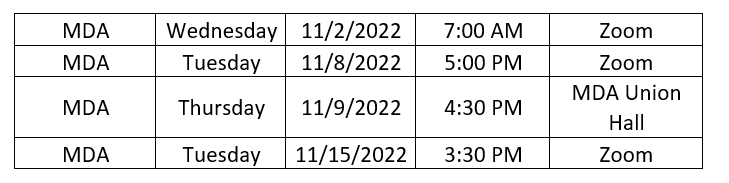 MDA Wednesday 11/2/2022 7:00 AM Zoom
MDA Tuesday 11/8/2022 5:00 PM Zoom
MDA Thursday 11/9/2022 4:30 PM MDA Union
Hall
MDA Tuesday 11/15/2022 3:30 PM Zoom